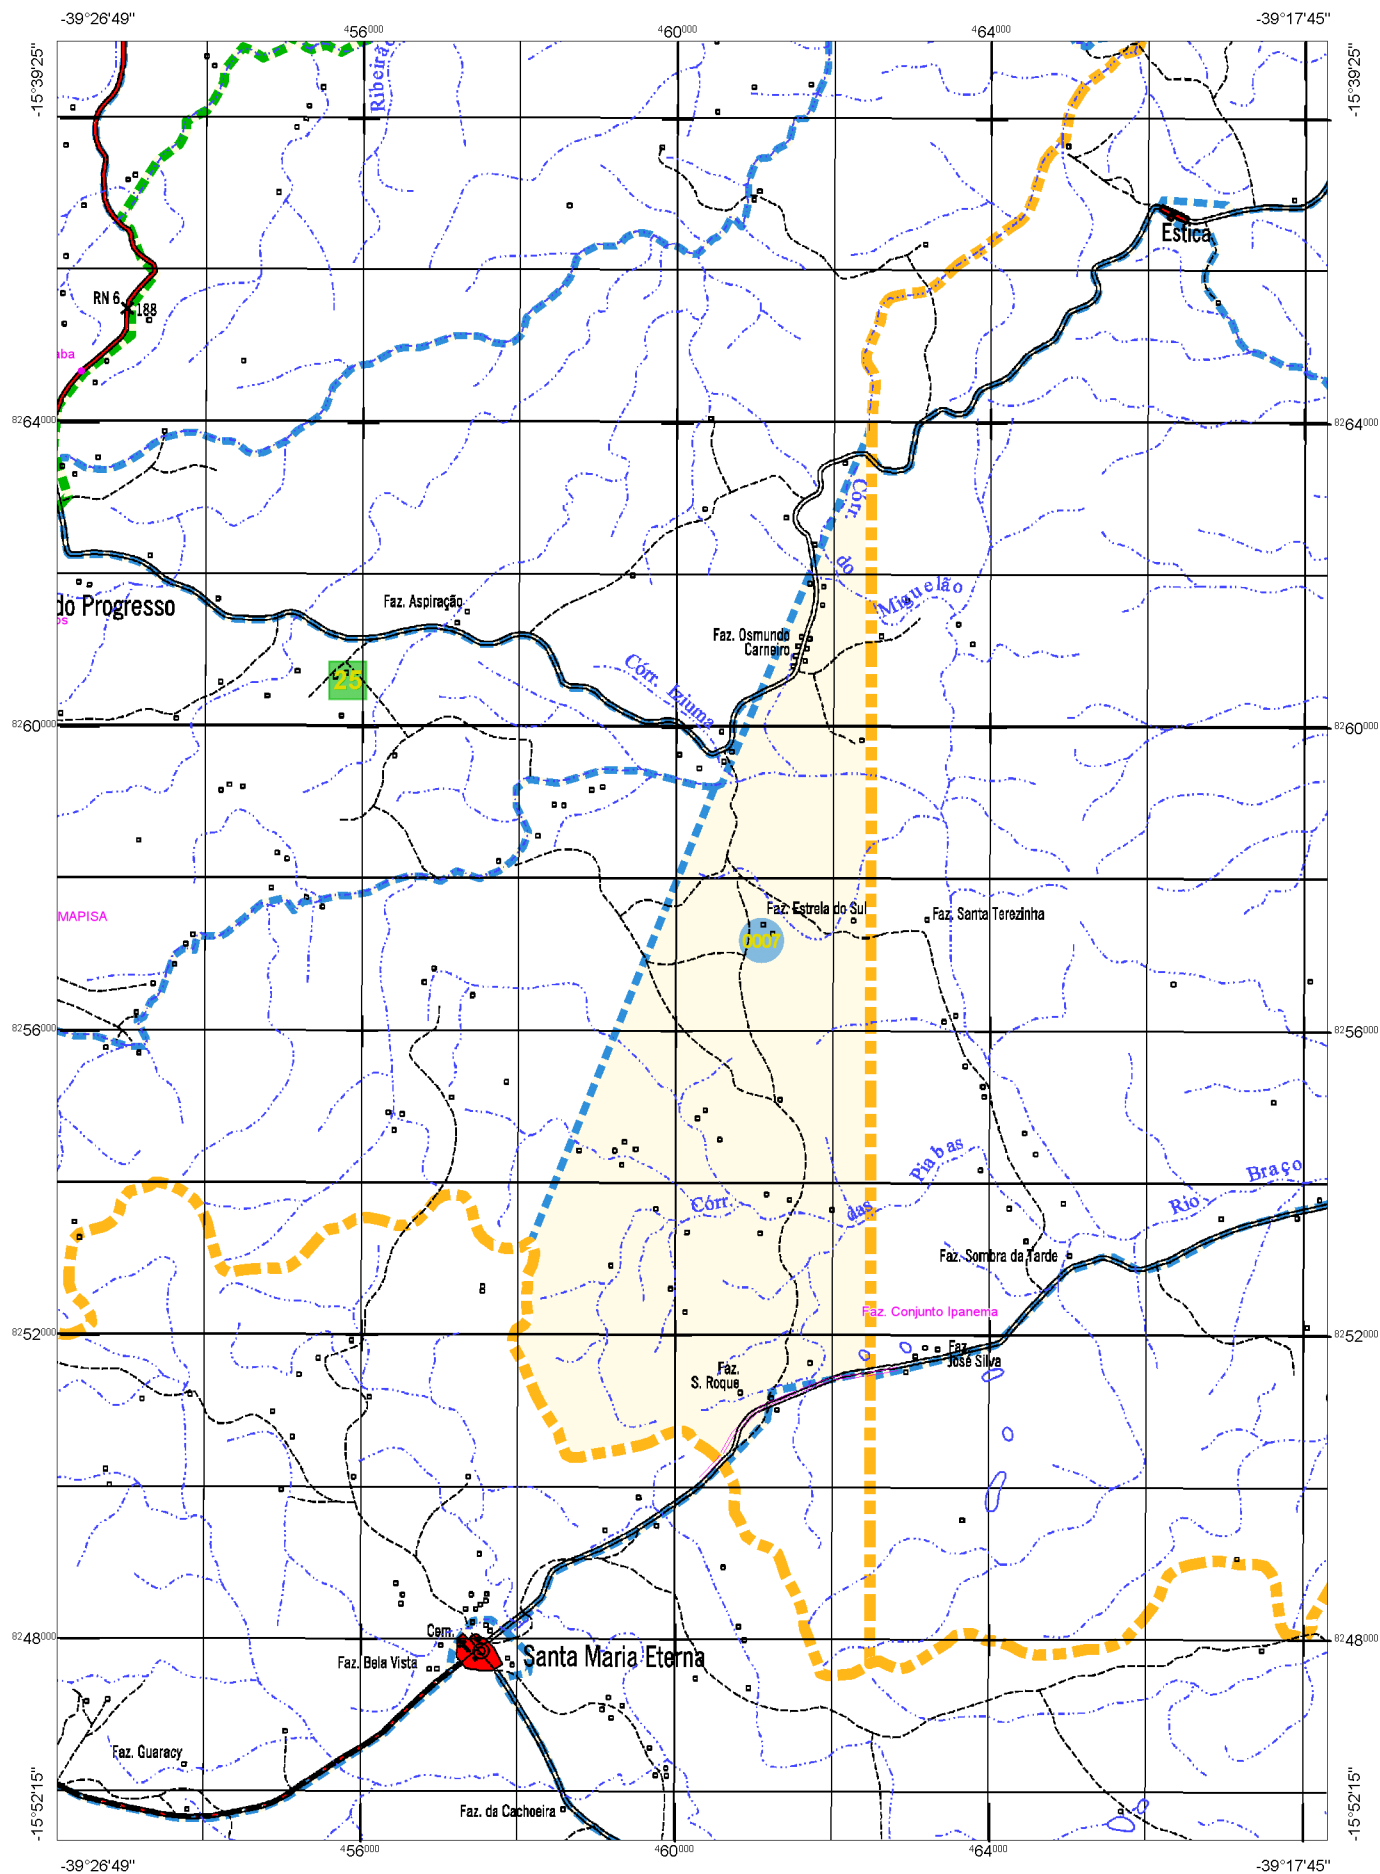 -39°26'49"
-39°17'45"
456000
460000
464000
-15°39'25"
-15°39'25"
Ribeirão
Estica
RN 6
188
aba
8264000
8264000
Córr.
do
Miguelão
do Progresso
os
Faz. Aspiração
Faz. Osmundo
Carneiro
Córr. Iziuma
25
8260000
8260000
MAPISA
Faz. Estrela do Sul
Faz. Santa Terezinha
0007
8256000
8256000
Córr.
das
Piabas
Rio
Braço
Faz. Sombra da Tarde
Faz. Conjunto Ipanema
8252000
8252000
Faz.
José Silva
Faz.
S. Roque
Cem.
8248000
8248000
Faz. Bela Vista
Santa Maria Eterna
Faz. Guaracy
Faz. da Cachoeira
-15°52'15"
-15°52'15"
456000
460000
464000
-39°26'49"
-39°17'45"